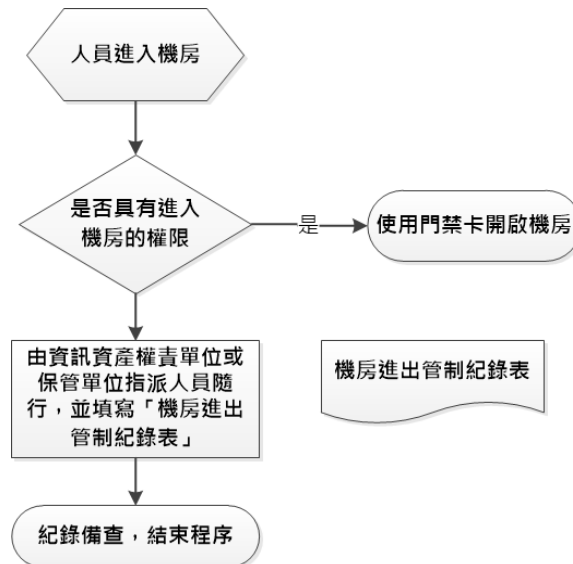 人員進入機房
是否具有進入
機房的權限
是
使用門禁卡開啟機房
由資訊資產權責單位或
保管單位指派人員隨
行，並填寫「機房進出
管制紀錄表」
機房進出管制紀錄表
紀錄備查，結束程序